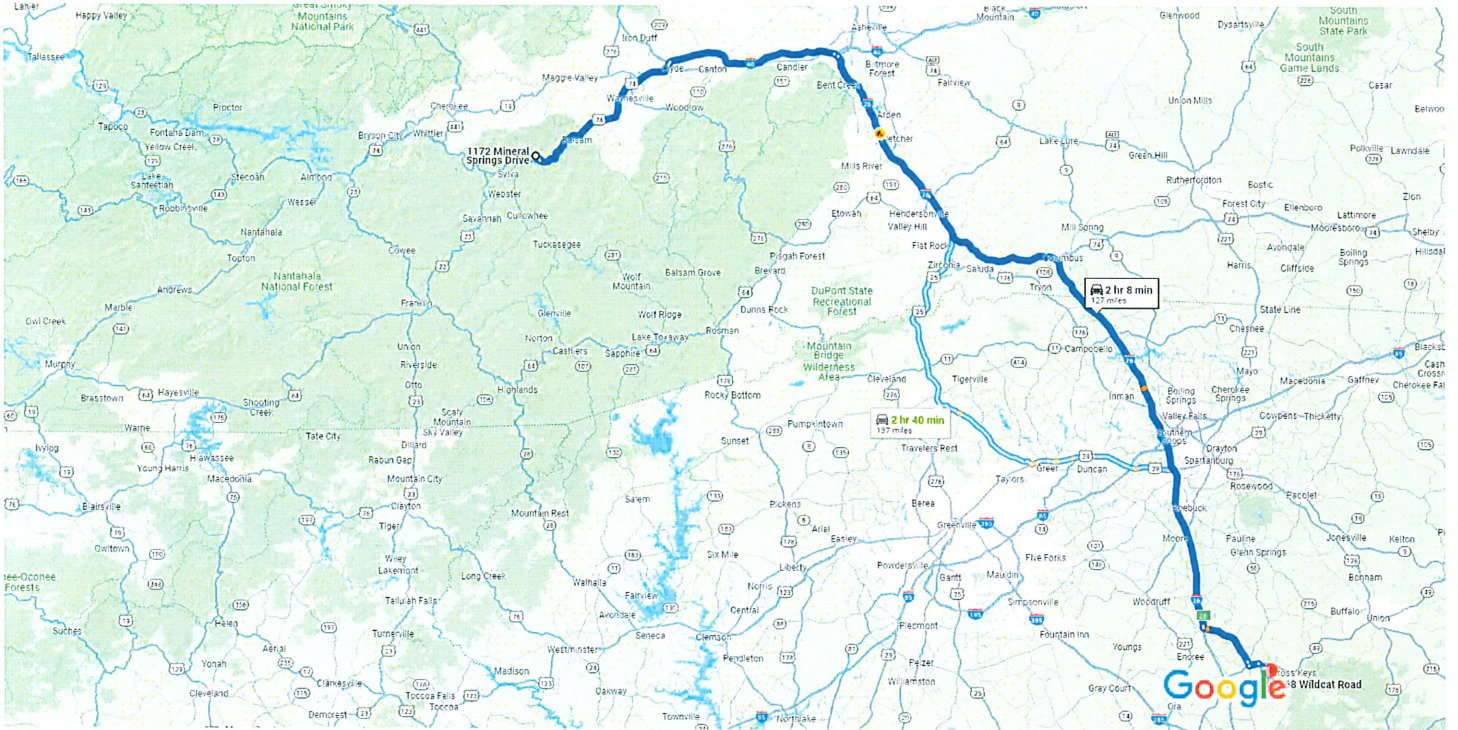 Happy Valley
Great Smoky
Mountains
National Park
Black
Mountain
Glenwood
Dysartsville
South
Mountains
State Park
Tallassee
Iron Duff
Asheville
Biltmore
Forest
Fairview
South
Mountains
Game Lands
Casar
Maggie Valley
Canton
Candler
Bent Creek
Waynesville
Woodrow
Arden
Union Mills
Proctor
Cherokee
Tapoco
Fontana Dam
Yellow Creek
Bryson City
Whittier
Lake
Santeetlah
Stecoah
Almond
1172 Mineral
Springs Drive
Sylva
Webster
Mills River
Lake Lure
Green Hill
Polkville
Lawndale
Rutherfordton
Bostic
Zion
Robbinsville
Wesser
Savannah
Cullowhee
Etowah
Hendersonville
Valley Hill
Forest City
Ellenboro
Lattimore
Mooresboro
Shelby
Nantahala
Tuckasegee
Flat Rock
Mill Spring
Topton
Cowee
Pisgah Forest
Zirconia
Saluda
Harris
Avondale
Cliffside
Boiling
Springs
Nantahala
National Forest
Wolf
Mountain
Balsam Grove
Brevard
Tryon
Andrews
DuPont State
Recreational
Forest
2 hr 8 min
127 miles
Marble
Franklin
Glenville
Wolf Ridge
Dunns Rock
State Line
Owl Creek
Norton
Lake Toxaway
Rosman
Chesnee
Union
Cashiers
Sapphire
Mountain
Bridge
Wilderness
Area
Campobello
Murphy
Riverside
Cleveland
Tigerville
Mayo
Macedonia
Gaffney
Brasstown
Hayesville
Shooting
Creek
Otto
Highlands
Rocky Bottom
Inman
Boiling
Springs
Cherokee
Springs
Warne
Scaly
Mountain
Sky Valley
2 hr 40 min
137 miles
Pumpkintown
Valley Falls
Cowpens
Thicketty
Ivylog
Tate City
Dillard
Sunset
Travelers Rest
Drayton
Hiawassee
Rabun Gap
Greer
Duncan
Spartanburg
Young Harris
Macedonia
Mountain City
Taylors
Rosewood
Pacolet
Blairsville
Clayton
Salem
Berea
Tiger
Mountain Rest
Pickens
Greenville
Owltown
Arial
Easley
Moore
Pauline
Jonesville
Kelton
Wiley
Six Mile
Five Forks
Glenn Springs
Lakemont
Long Creek
Walhalla
Liberty
Powdersville
Mauldin
Bonham
Tallulah Falls
Fairview
Norris
Gantt
Simpsonville
Woodruff
Helen
Avondale
Central
Buffalo
Suches
Turnerville
Seneca
Clemson
Piedmont
Fountain Inn
Union
Aerial
Westminster
Youngs
Enoree
Yonah
Madison
Pendleton
Pelzer
Cleveland
Clarkesville
Toccoa Falls
Toccoa
Oakway
Williamston
Gray Court
Demorest
Townville
Northlake
Ora
Google